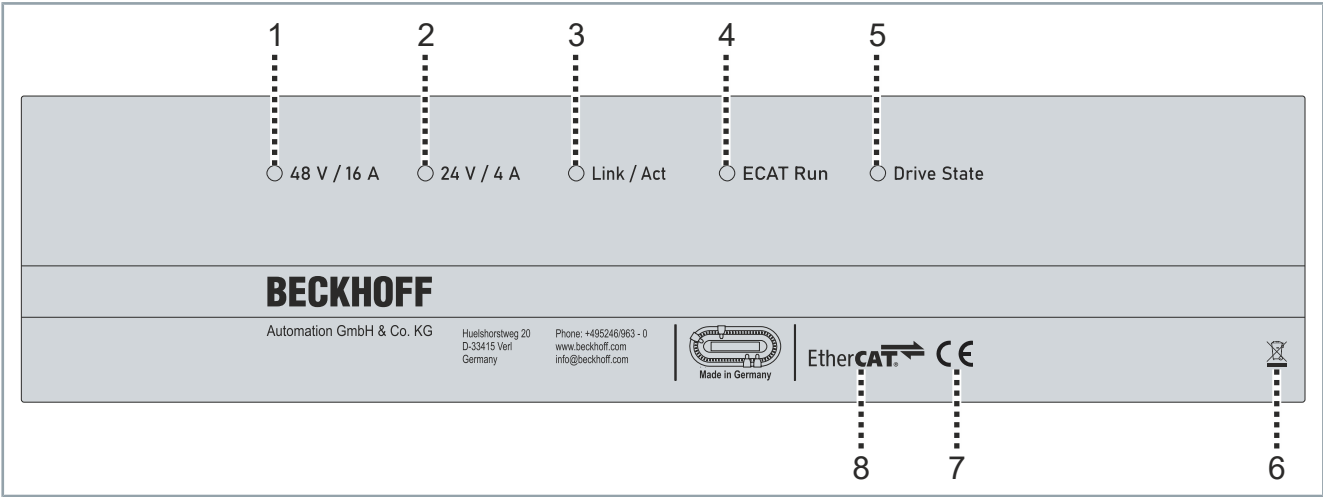 1 2 3 4 5
48 V / 16 A 24 V / 4 A Link / Act ECAT Run Drive State
BECKHOFF
Automation GmbH & Co. KG
Huelshorstweg 20
D-33415 Verl
Germany
Phone: +495246/963 - 0
www.beckhoff.com
info@beckhoff.com
Made in Germany
EtherCAT® CE
8 7 6